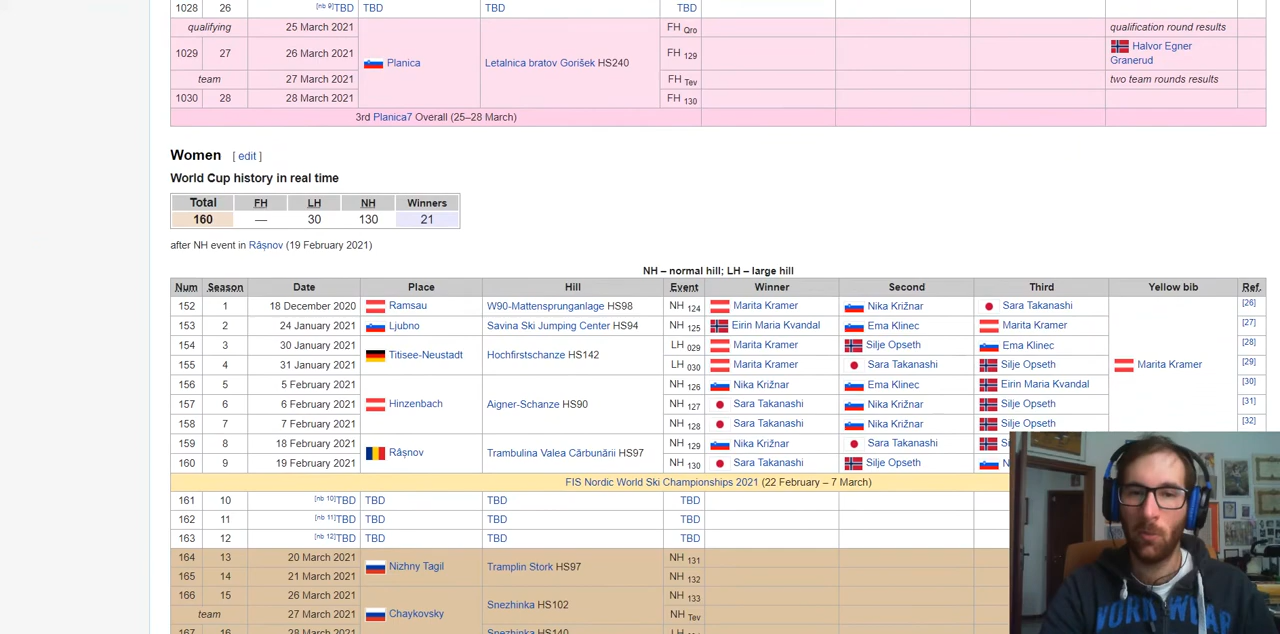 1028 26 [nb 9]TBD TBD TBD TBD
qualifying 25 March 2021 FH Qro qualification round results
1029 27 26 March 2021 Planica Letalnica bratov Gorišek HS240 FH 129 Halvor Egner Granerud
team 27 March 2021 FH Tev two team rounds results
1030 28 28 March 2021 FH 130
3rd Planica7 Overall (25–28 March)
Women [ edit ]
World Cup history in real time
Total FH LH NH Winners
160 — 30 130 21
after NH event in Râșnov (19 February 2021)
NH – normal hill; LH – large hill
Num Season Date Place Hill Event Winner Second Third Yellow bib Ref.
152 1 18 December 2020 Ramsau W90-Mattensprunganlage HS98 NH 124 Marita Kramer Nika Križnar Sara Takanashi [26]
153 2 24 January 2021 Ljubno Savina Ski Jumping Center HS94 NH 125 Eirin Maria Kvandal Ema Klinec Marita Kramer [27]
154 3 30 January 2021 Titisee-Neustadt Hochfirstschanze HS142 LH 029 Marita Kramer Silje Opseth Ema Klinec [28]
155 4 31 January 2021 LH 030 Marita Kramer Sara Takanashi Silje Opseth Marita Kramer [29]
156 5 5 February 2021 NH 126 Nika Križnar Ema Klinec Eirin Maria Kvandal [30]
157 6 6 February 2021 Hinzenbach Aigner-Schanze HS90 NH 127 Sara Takanashi Nika Križnar Silje Opseth [31]
158 7 7 February 2021 NH 128 Sara Takanashi Nika Križnar Silje Opseth [32]
159 8 18 February 2021 Râșnov Trambulina Valea Cărbunării HS97 NH 129 Nika Križnar Sara Takanashi
160 9 19 February 2021 NH 130 Sara Takanashi Silje Opseth
FIS Nordic World Ski Championships 2021 (22 February – 7 March)
161 10 [nb 10]TBD TBD TBD TBD
162 11 [nb 11]TBD TBD TBD TBD
163 12 [nb 12]TBD TBD TBD TBD
164 13 20 March 2021 Nizhny Tagil Tramplin Stork HS97 NH 131
165 14 21 March 2021 NH 132
166 15 26 March 2021 Chaykovsky Snezhinka HS102 NH 133
team 27 March 2021 NH Tev
167 16 28 March 2021 Snezhinka HS140 LH